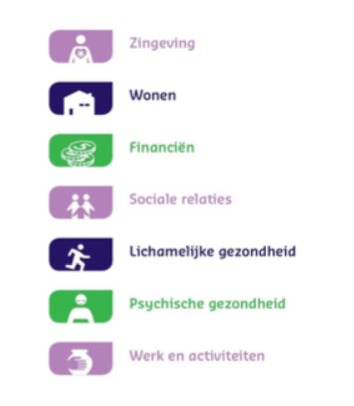 Zingeving
Wonen
Financiën
Sociale relaties
Lichamelijke gezondheid
Psychische gezondheid
Werk en activiteiten